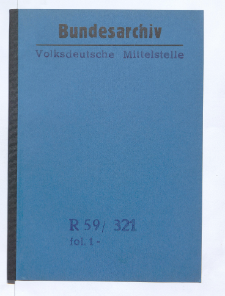 Bundesarchiv
Volksdeutsche Mittelstelle
R 59/ 321
fol. 1-